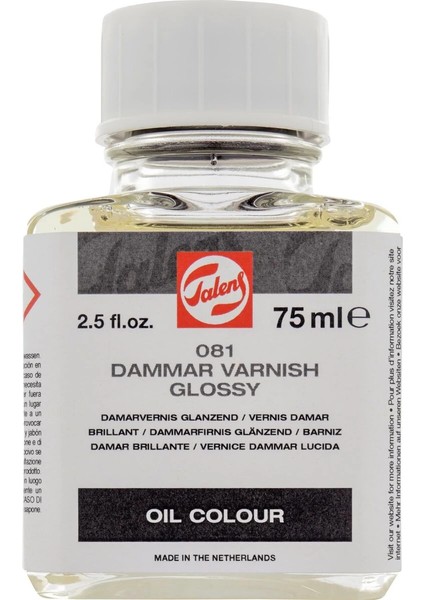 Talens
2.5 fl.oz.
75 ml e
081
DAMMAR VARNISH
GLOSSY
DAMARVERNIS GLANZEND / VERNIS DAMAR
BRILLANT / DAMMARFIRNIS GLÄNZEND / BARNIZ
DAMAR BRILLANTE / VERNICE DAMMAR LUCIDA
OIL COLOUR
MADE IN THE NETHERLANDS
Visit our website for more information • Pour plus d'information visitez notre site
internet • Mehr Informationen auf unseren Webseiten • Bezoek onze website voor